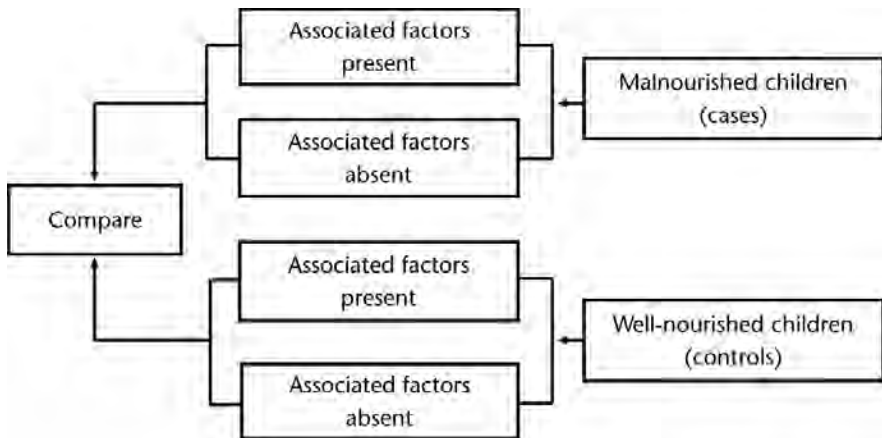 Associated factors
present
Malnourished children
(cases)
Associated factors
absent
Compare
Associated factors
present
Well-nourished children
(controls)
Associated factors
absent